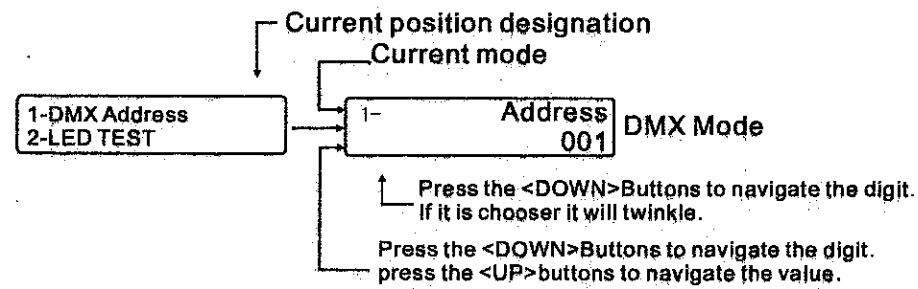 Current position designation
Current mode
1-DMX Address
2-LED TEST
1- Address
001
DMX Mode
Press the <DOWN>Buttons to navigate the digit.
If it is chooser it will twinkle.
Press the <DOWN>Buttons to navigate the digit.
press the <UP>buttons to navigate the value.